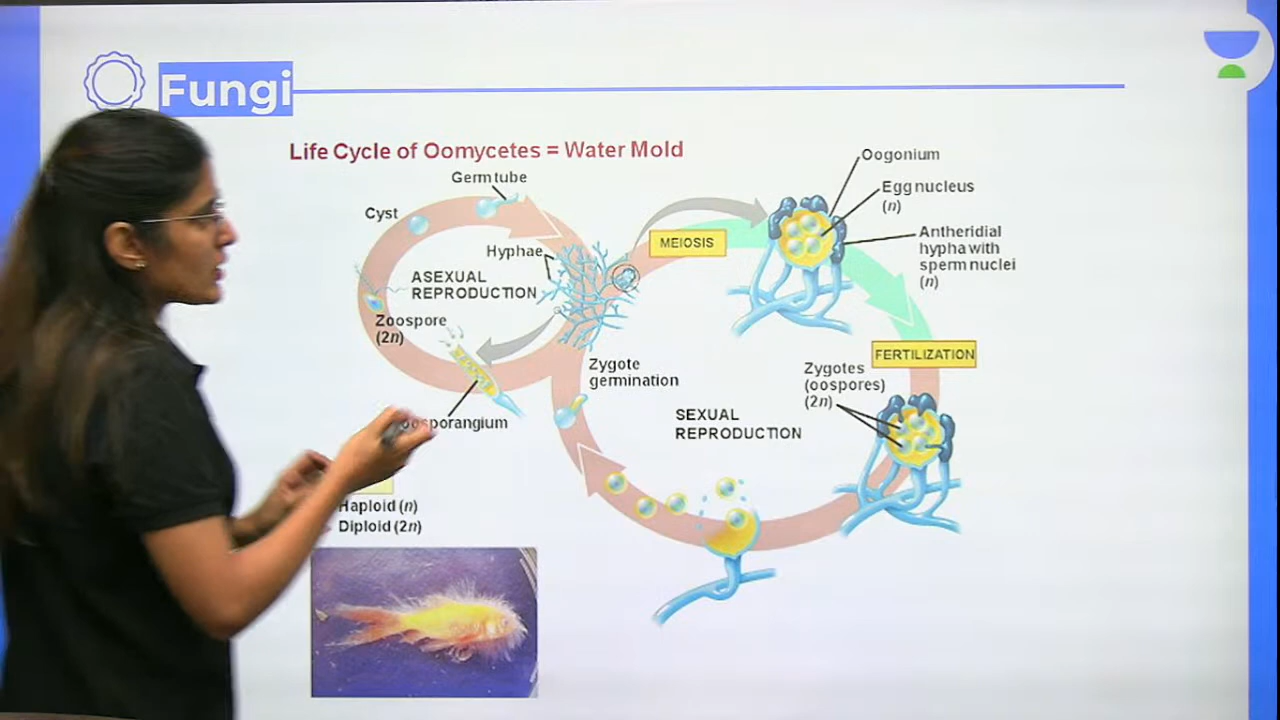 Fungi
Life Cycle of Oomycetes = Water Mold
Germ tube
Cyst
Hyphae
ASEXUAL
REPRODUCTION
Zoospore
(2n)
MEIOSIS
Oogonium
Egg nucleus
(n)
Antheridial
hypha with
sperm nuclei
(n)
FERTILIZATION
Zygote
germination
Zygotes
(oospores)
(2n)
SEXUAL
REPRODUCTION
Haploid (n)
Diploid (2n)